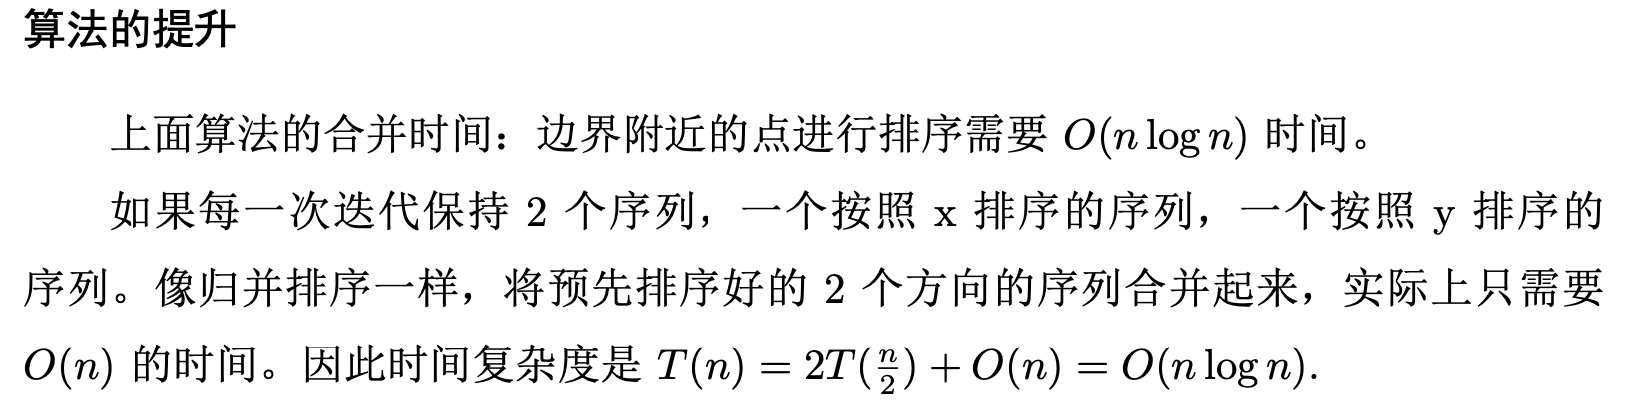 算法的提升
上面算法的合并时间：边界附近的点进行排序需要 O(n log n) 时间。
如果每一次迭代保持 2 个序列，一个按照 x 排序的序列，一个按照 y 排序的
序列。像归并排序一样，将预先排序好的 2 个方向的序列合并起来，实际上只需要
O(n) 的时间。因此时间复杂度是 T(n) = 2T(n/2) + O(n) = O(n log n).